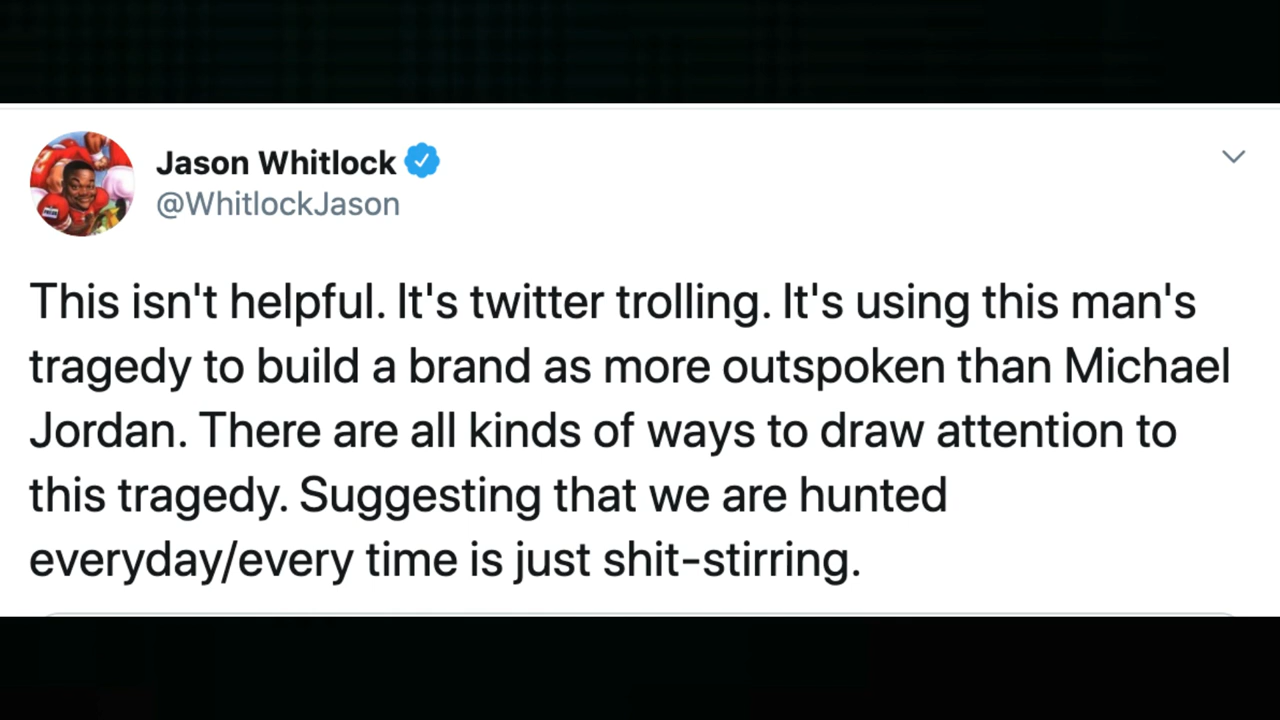 Jason Whitlock
@WhitlockJason
This isn't helpful. It's twitter trolling. It's using this man's
tragedy to build a brand as more outspoken than Michael
Jordan. There are all kinds of ways to draw attention to
this tragedy. Suggesting that we are hunted
everyday/every time is just shit-stirring.